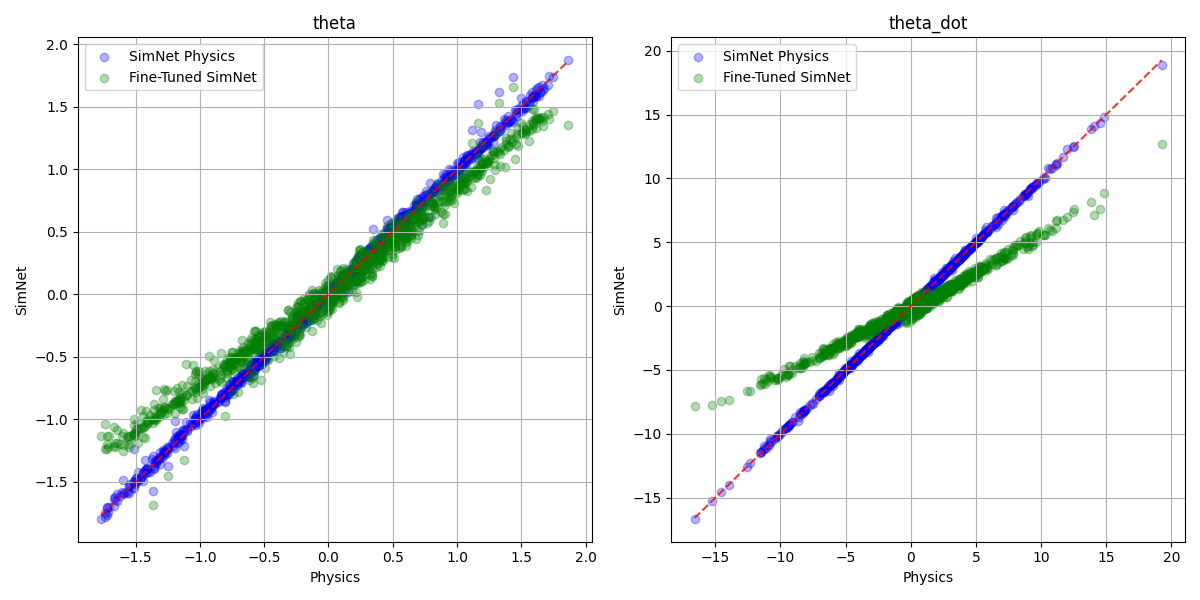 theta
SimNet Physics
Fine-Tuned SimNet
2.0
1.5
1.0
0.5
0.0
−0.5
−1.0
−1.5
SimNet
−1.5 −1.0 −0.5 0.0 0.5 1.0 1.5 2.0
Physics
theta_dot
SimNet Physics
Fine-Tuned SimNet
20
15
10
5
0
−5
−10
−15
SimNet
−15 −10 −5 0 5 10 15 20
Physics